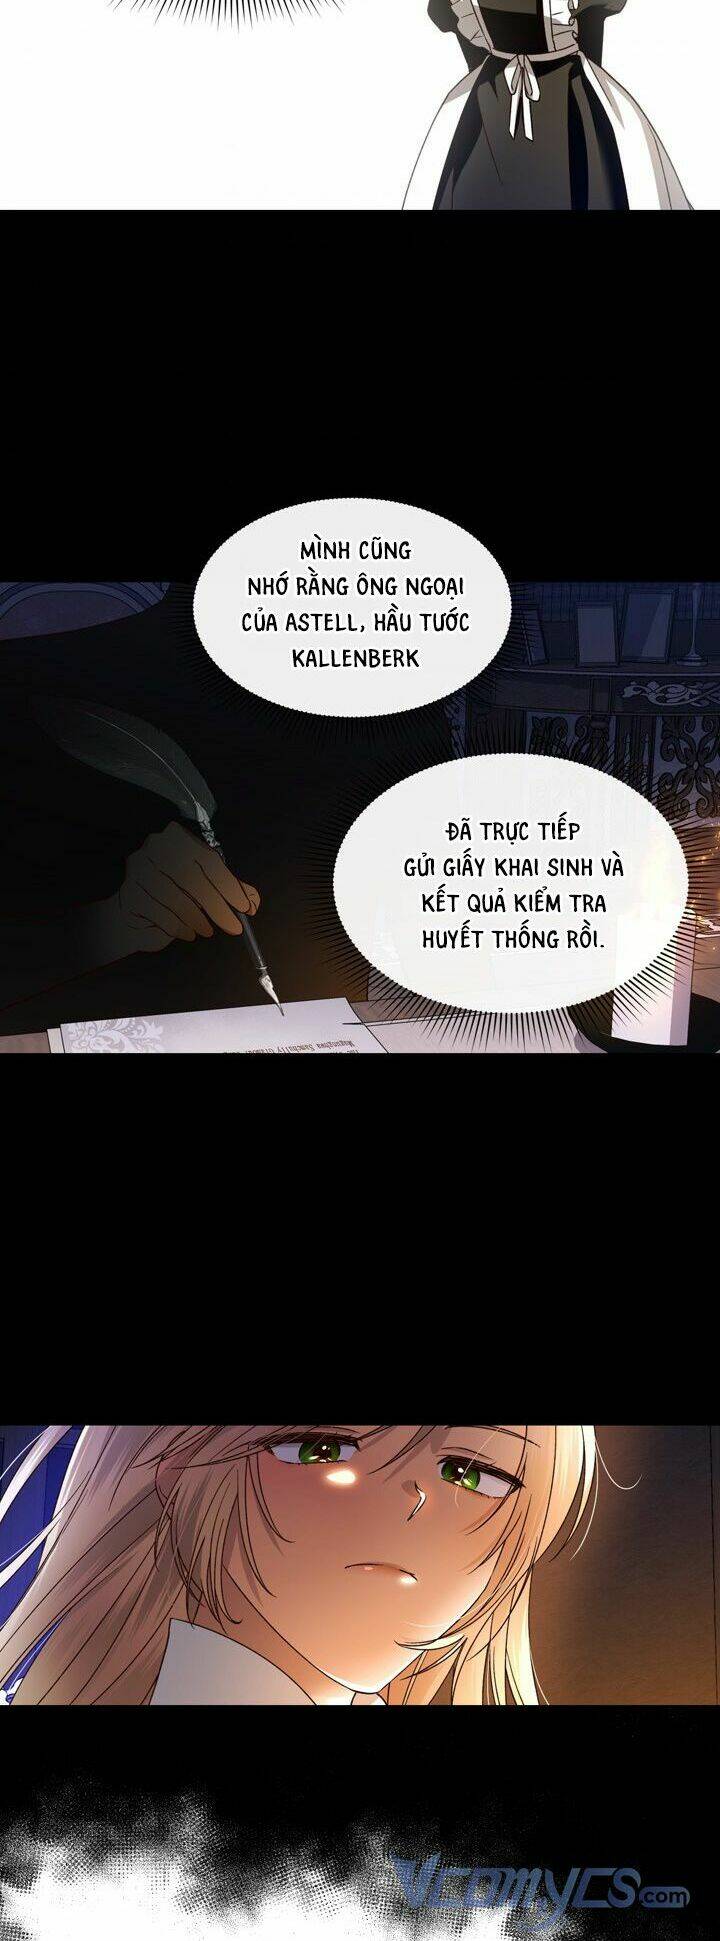 MÌNH CŨNG
NHỚ RẰNG ÔNG NGOẠI
CỦA ASTELL, HẦU TƯỚC
KALLENBERK
ĐÃ TRỰC TIẾP
GỬI GIẤY KHAI SINH VÀ
KẾT QUẢ KIỂM TRA
HUYẾT THỐNG RỒI.
VCOMYCS.com